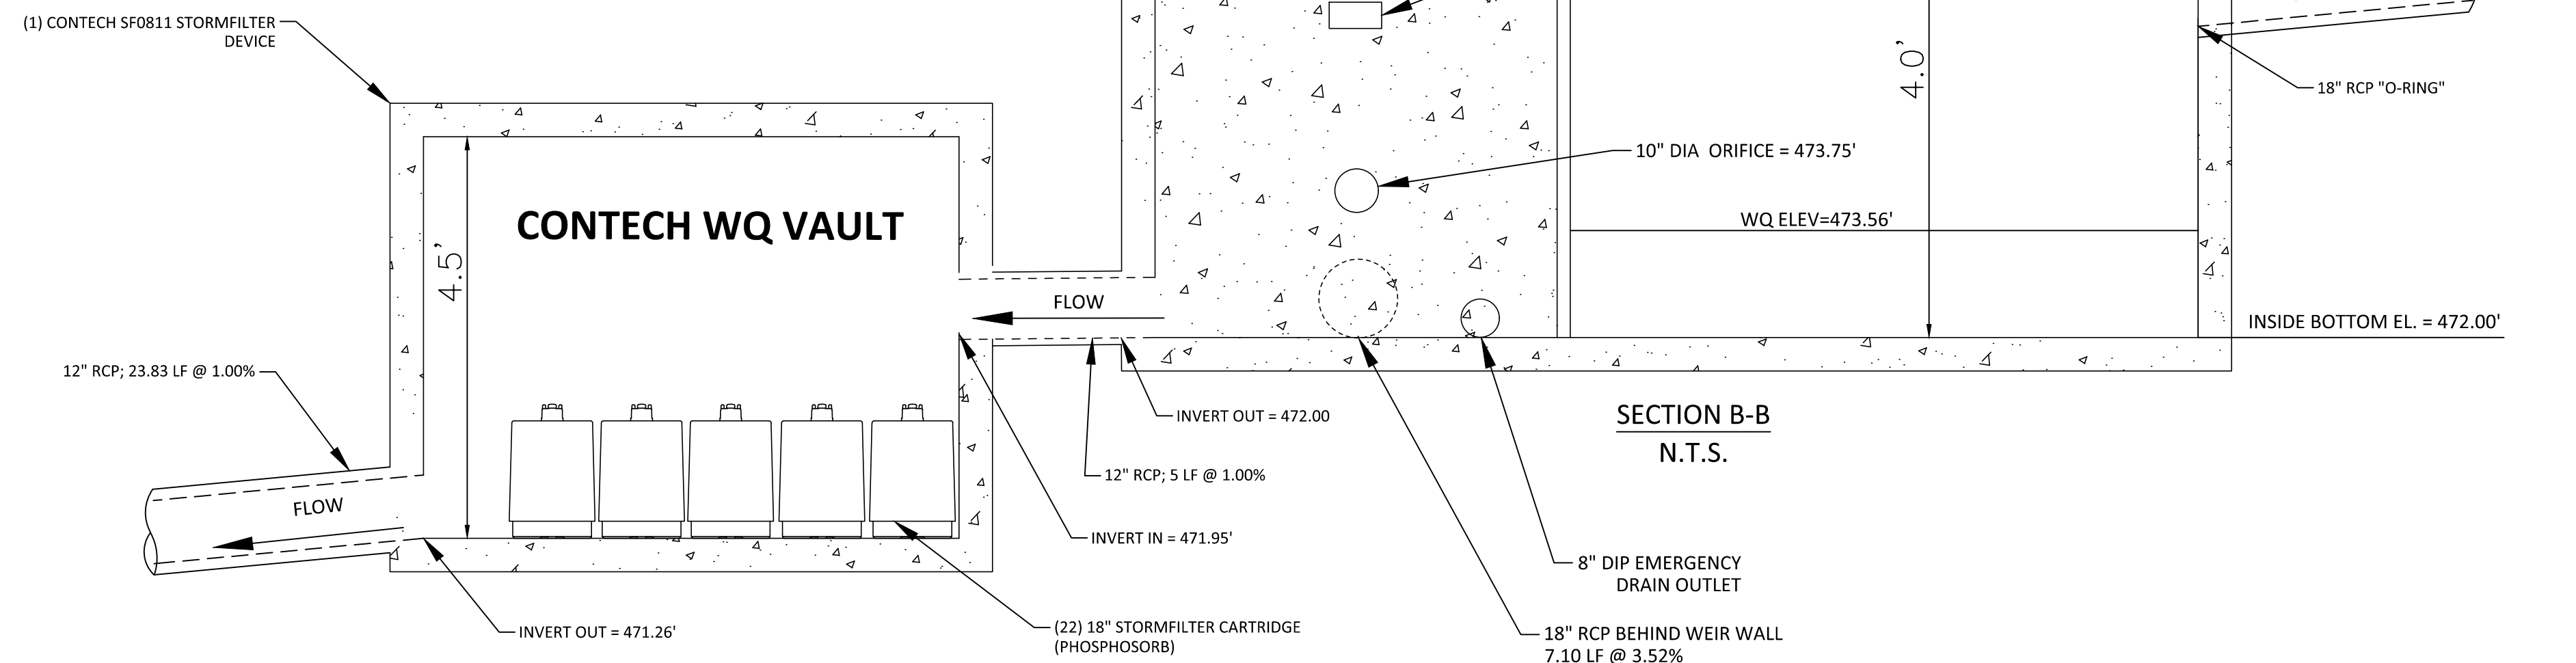 (1) CONTECH SF0811 STORMFILTER
DEVICE
CONTECH WQ VAULT
4.5'
12" RCP; 23.83 LF @ 1.00%
FLOW
INVERT OUT = 471.26'
(22) 18" STORMFILTER CARTRIDGE
(PHOSPHOSORB)
INVERT IN = 471.95'
12" RCP; 5 LF @ 1.00%
INVERT OUT = 472.00
FLOW
10" DIA ORIFICE = 473.75'
WQ ELEV=473.56'
4.0'
18" RCP "O-RING"
INSIDE BOTTOM EL. = 472.00'
SECTION B-B
N.T.S.
8" DIP EMERGENCY
DRAIN OUTLET
18" RCP BEHIND WEIR WALL
7.10 LF @ 3.52%